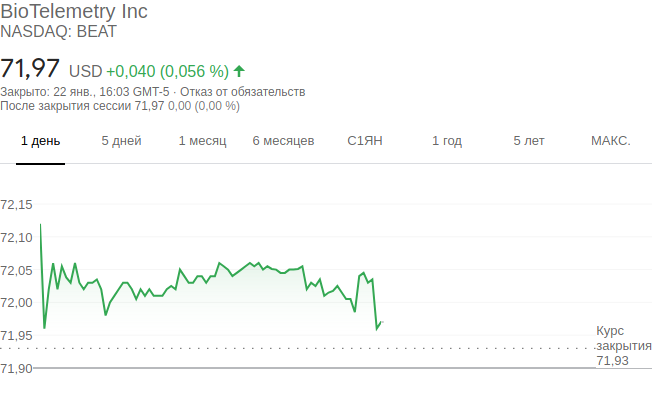 BioTelemetry Inc
NASDAQ: BEAT
71,97 USD +0,040 (0,056 %)
Закрыто: 22 янв., 16:03 GMT-5 · Отказ от обязательств
После закрытия сессии 71,97 0,00 (0,00 %)
1 день 5 дней 1 месяц 6 месяцев С1ЯН 1 год 5 лет МАКС.
72,15
72,10
72,05
72,00
71,95
71,90
Курс
закрытия
71,93